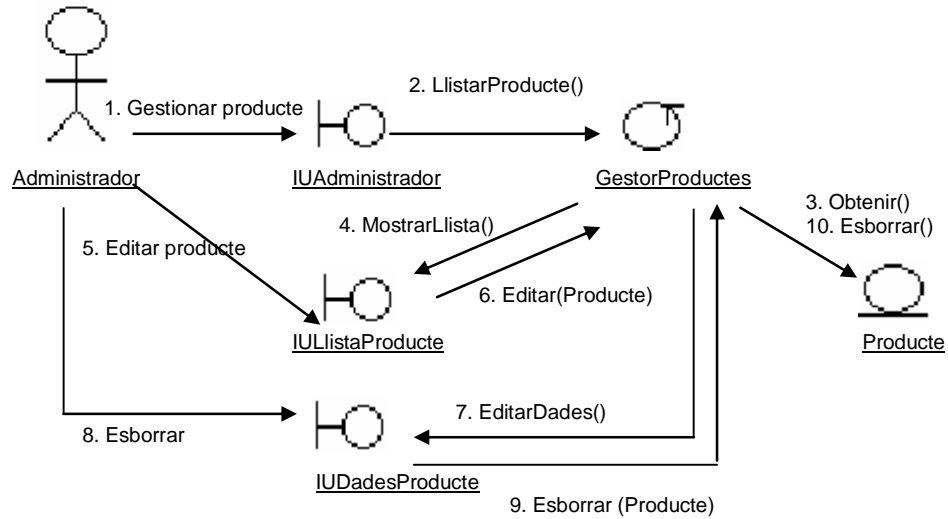 2. LlistarProducte()
1. Gestionar producte
Administrador
IUAdministrador
GestorProductes
3. Obtenir()
10. Esborrar()
4. MostrarLlista()
5. Editar producte
6. Editar(Producte)
IULlistaProducte
Producte
7. EditarDades()
8. Esborrar
IUDadesProducte
9. Esborrar (Producte)